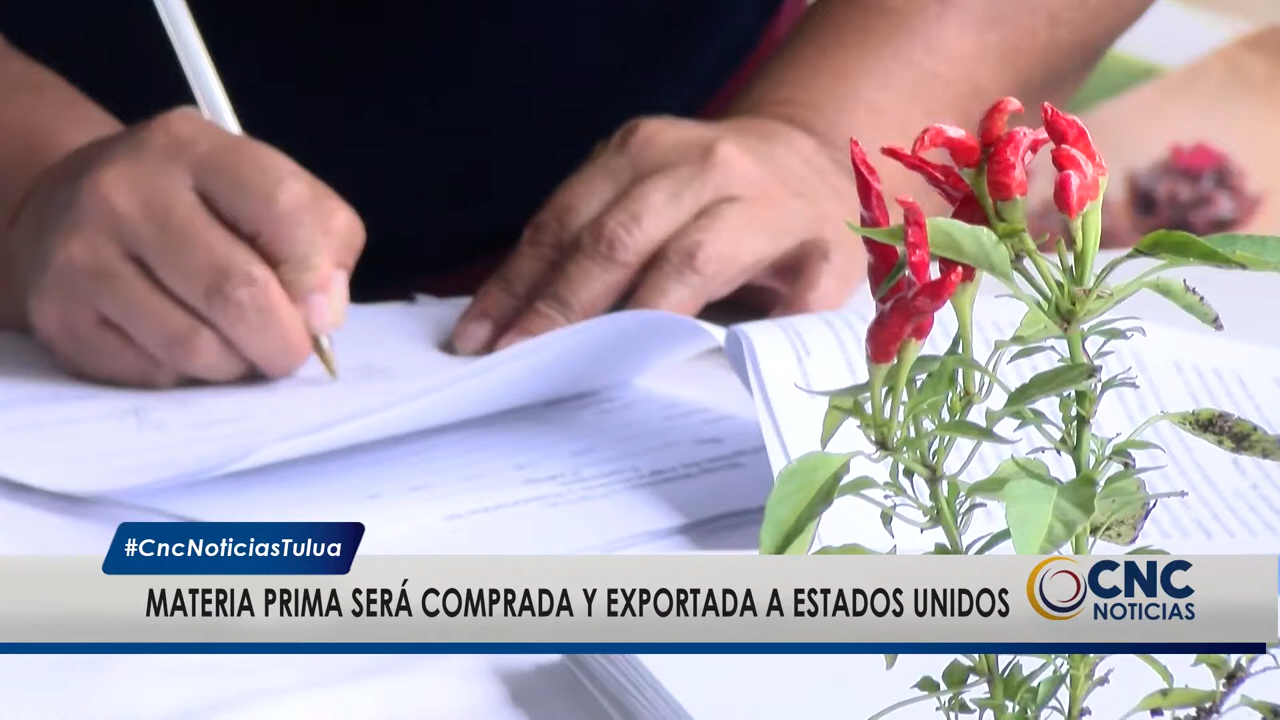 #CncNoticiasTulua
MATERIA PRIMA SERÁ COMPRADA Y EXPORTADA A ESTADOS UNIDOS
CNC
NOTICIAS